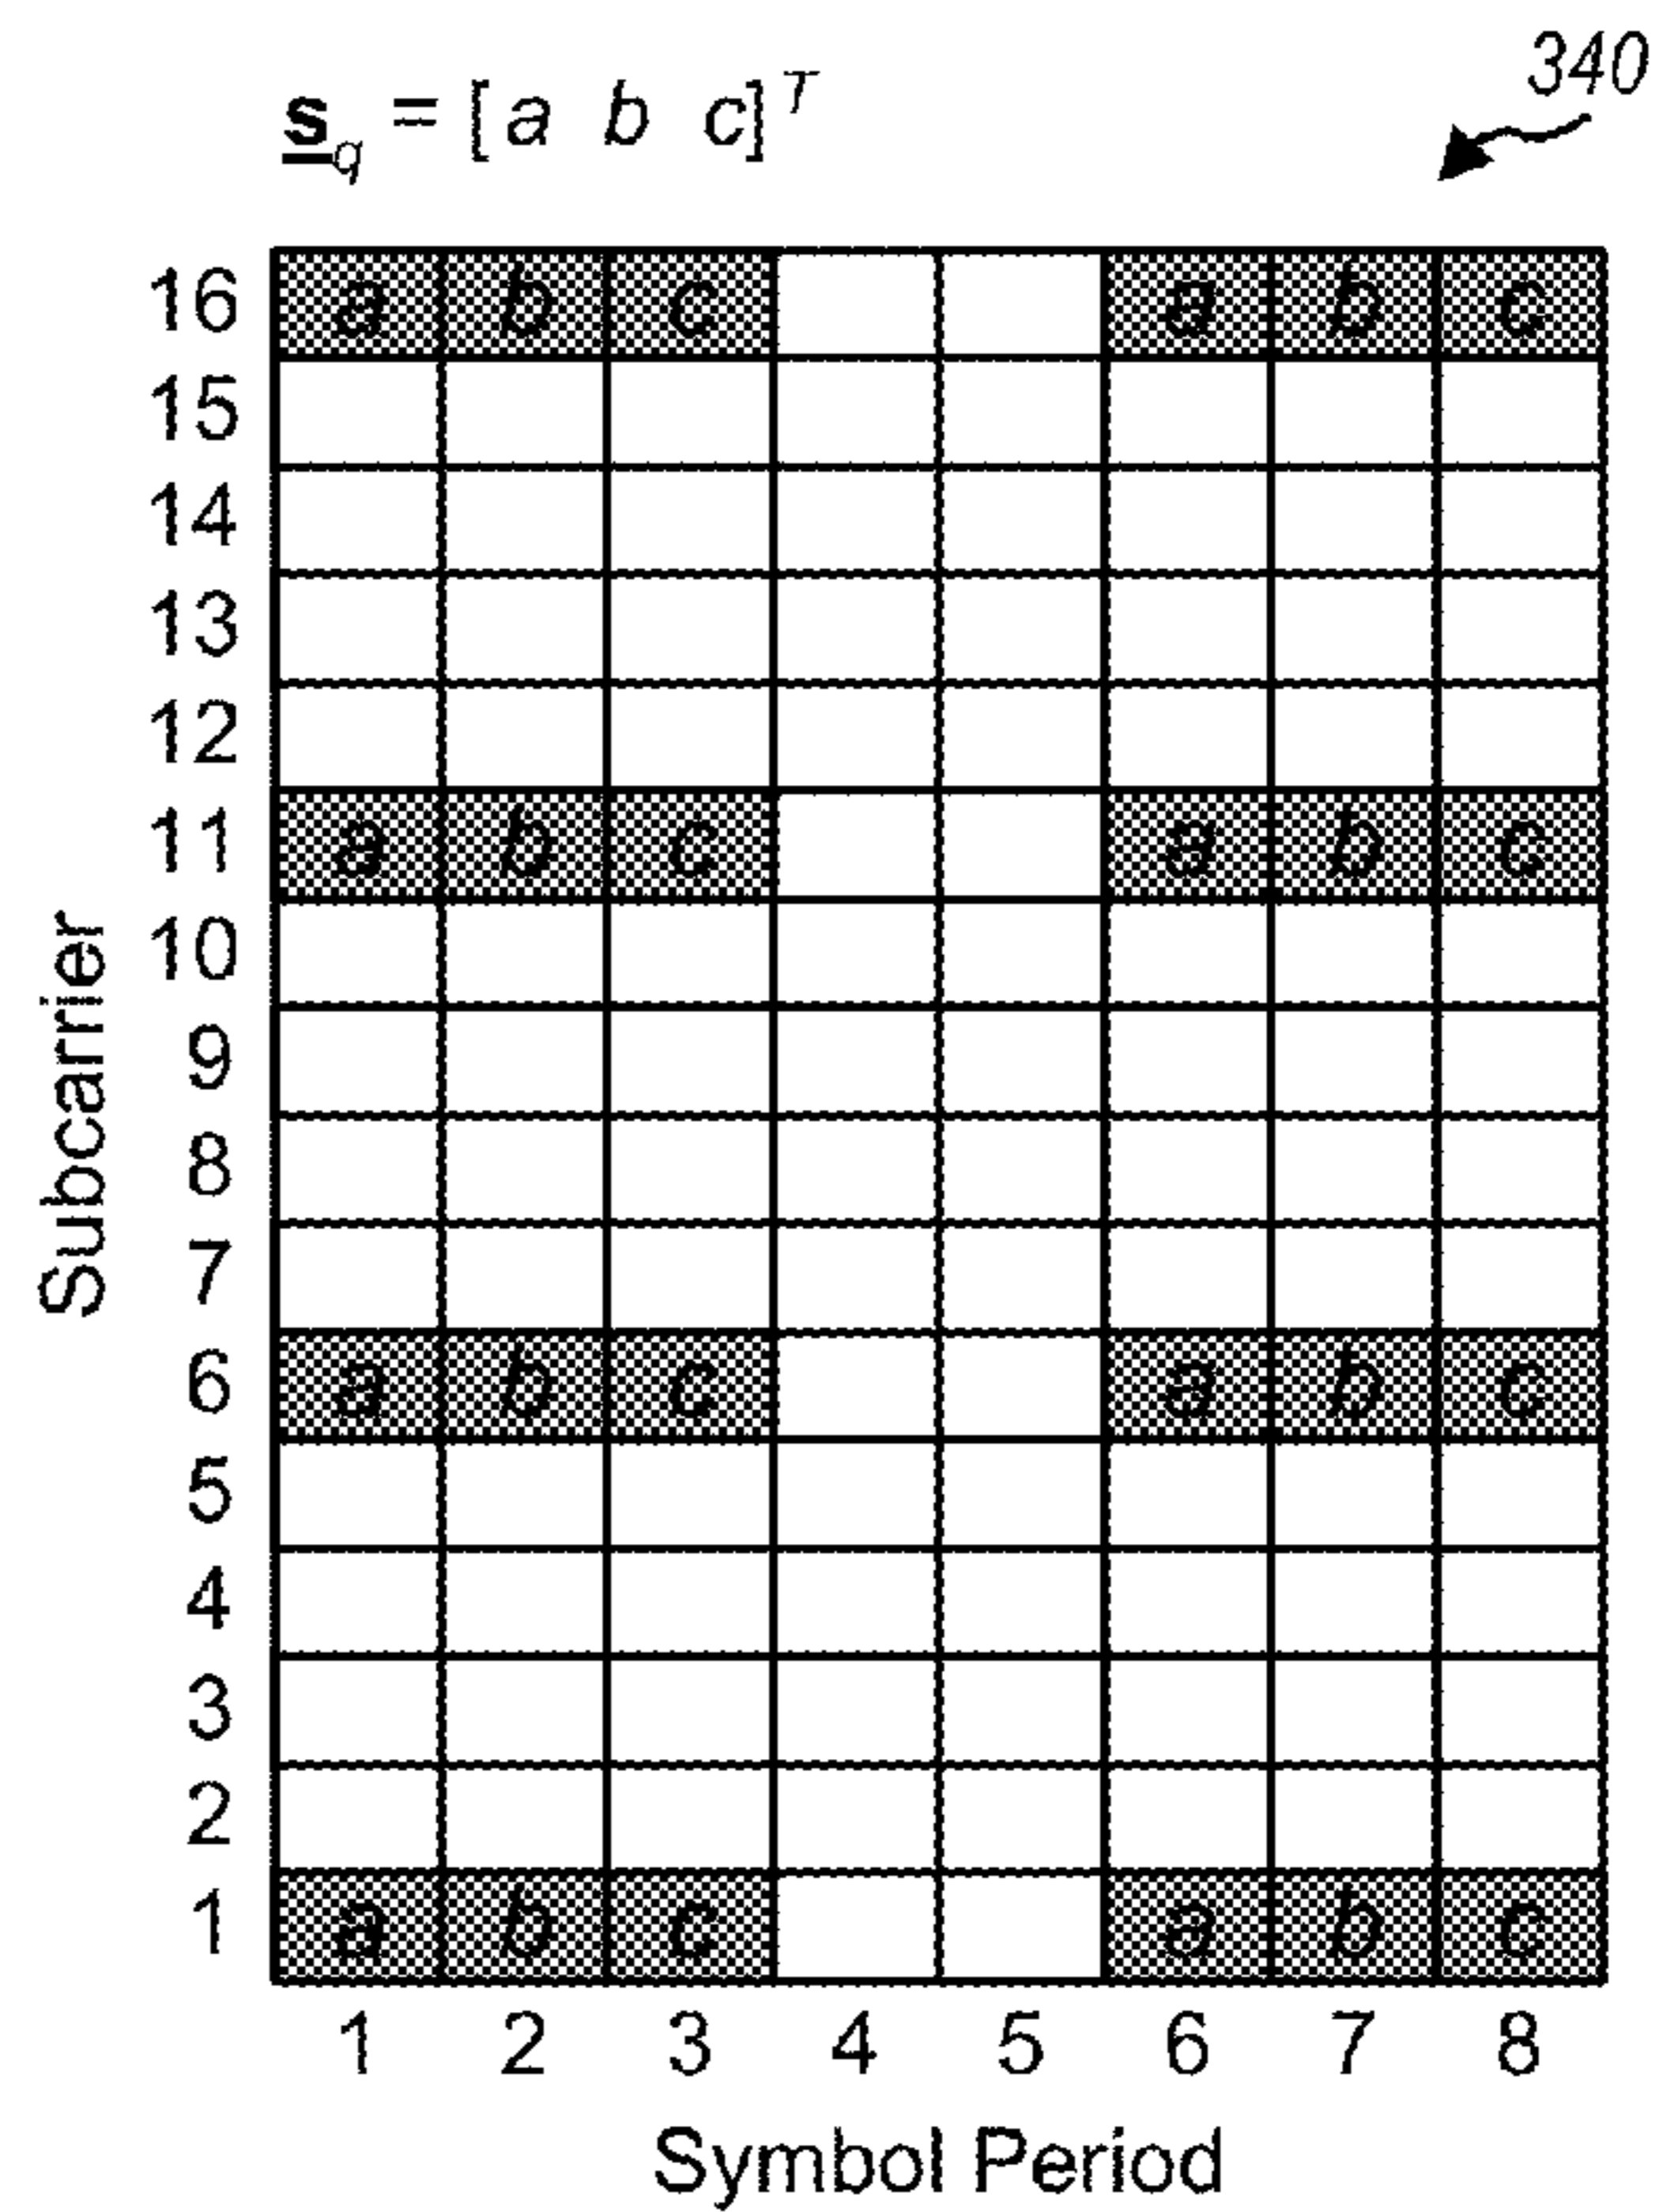 340
s_q = [a b c]^T
16 a b c a b c
15
14
13
12
11 a b c a b c
10
9
8
7
6 a b c a b c
5
4
3
2
1 a b c a b c
1 2 3 4 5 6 7 8
Subcarrier
Symbol Period